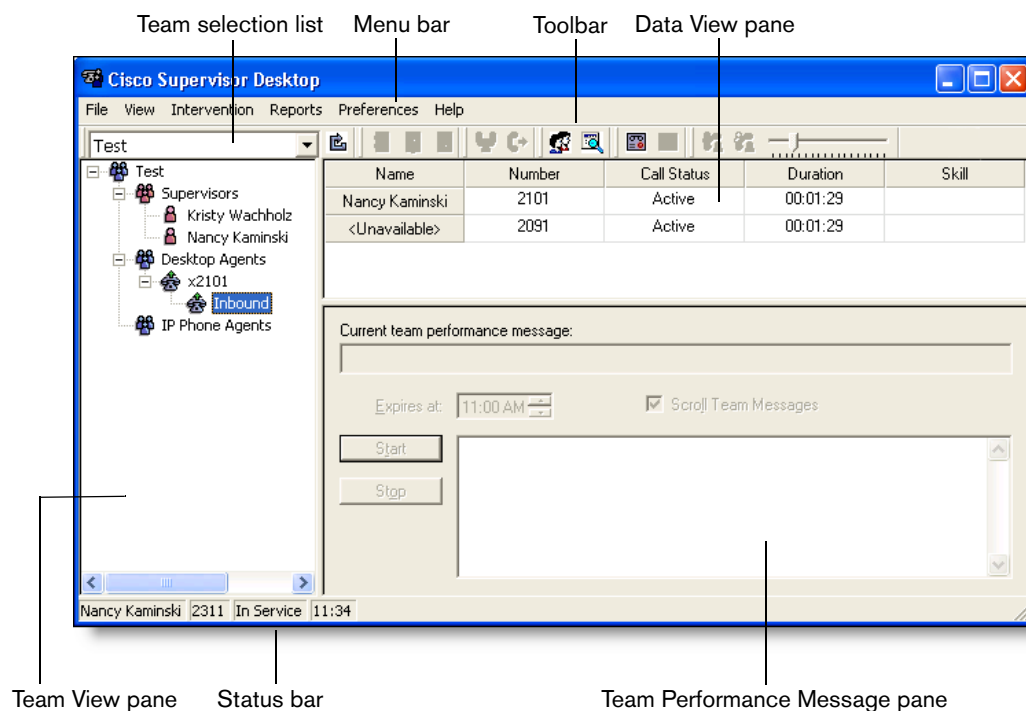 Team selection list Menu bar Toolbar Data View pane
Cisco Supervisor Desktop
File View Intervention Reports Preferences Help
Test
Test
Supervisors
Kristy Wachholz
Nancy Kaminski
Desktop Agents
x2101
Inbound
IP Phone Agents
Name Number Call Status Duration Skill
Nancy Kaminski 2101 Active 00:01:29
<Unavailable> 2091 Active 00:01:29
Current team performance message:
Expires at: 11:00 AM Scroll Team Messages
Start
Stop
Nancy Kaminski 2311 In Service 11:34
Team View pane Status bar Team Performance Message pane